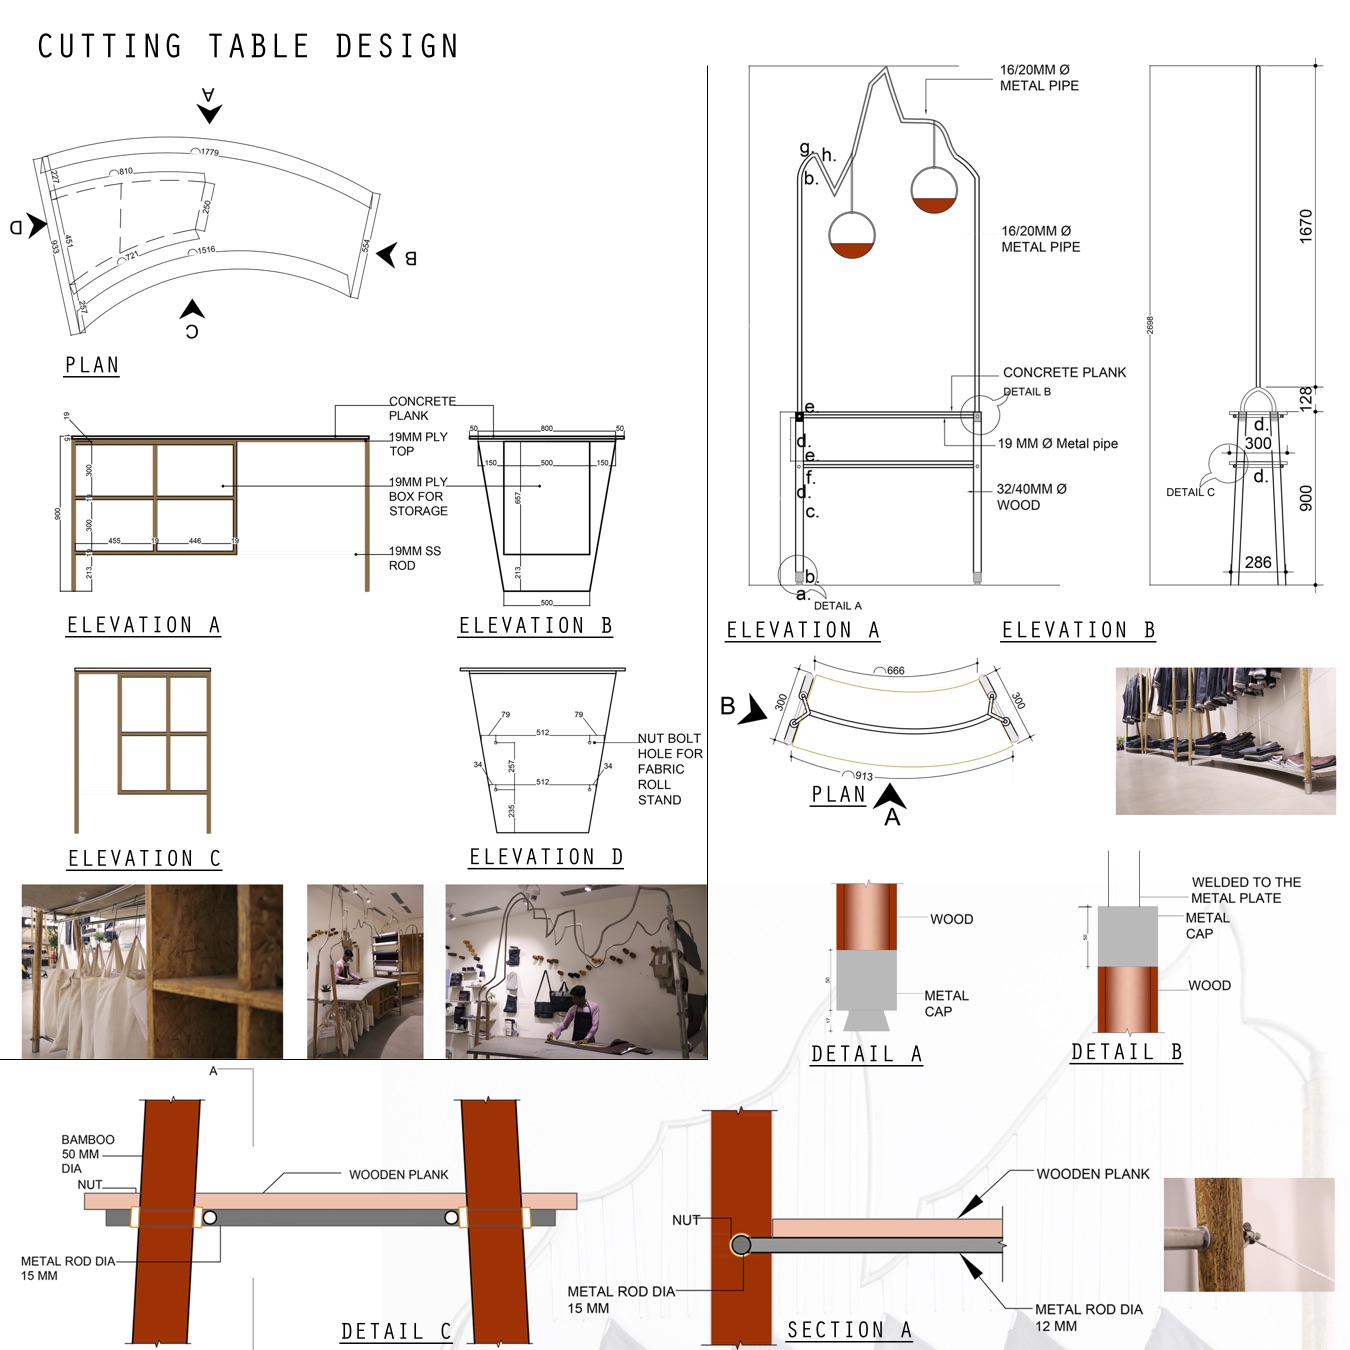 CUTTING TABLE DESIGN
A
1779
810
227
250
D
451
933
554
B
721
1516
257
C
PLAN
19
15
CONCRETE
PLANK
19MM PLY
TOP
19MM PLY
BOX FOR
STORAGE
19MM SS
ROD
300
900
300
455
19
446
19
213
ELEVATION A
50
800
50
150
500
150
657
213
500
ELEVATION B
ELEVATION C
79
79
512
257
34
34
512
235
NUT BOLT
HOLE FOR
FABRIC
ROLL
STAND
ELEVATION D
16/20MM Ø
METAL PIPE
g.
h.
b.
16/20MM Ø
METAL PIPE
CONCRETE PLANK
DETAIL B
e.
d.
19 MM Ø Metal pipe
e.
f.
d.
32/40MM Ø
WOOD
c.
b.
a.
DETAIL A
ELEVATION A
2698
1670
128
d.
300
d.
DETAIL C
900
286
ELEVATION B
666
300
300
B
913
PLAN
A
WOOD
50
METAL
CAP
17
DETAIL A
WELDED TO THE
METAL PLATE
METAL
CAP
50
WOOD
DETAIL B
A
BAMBOO
50 MM
DIA
NUT
WOODEN PLANK
METAL ROD DIA
15 MM
DETAIL C
WOODEN PLANK
NUT
METAL ROD DIA
15 MM
METAL ROD DIA
12 MM
SECTION A